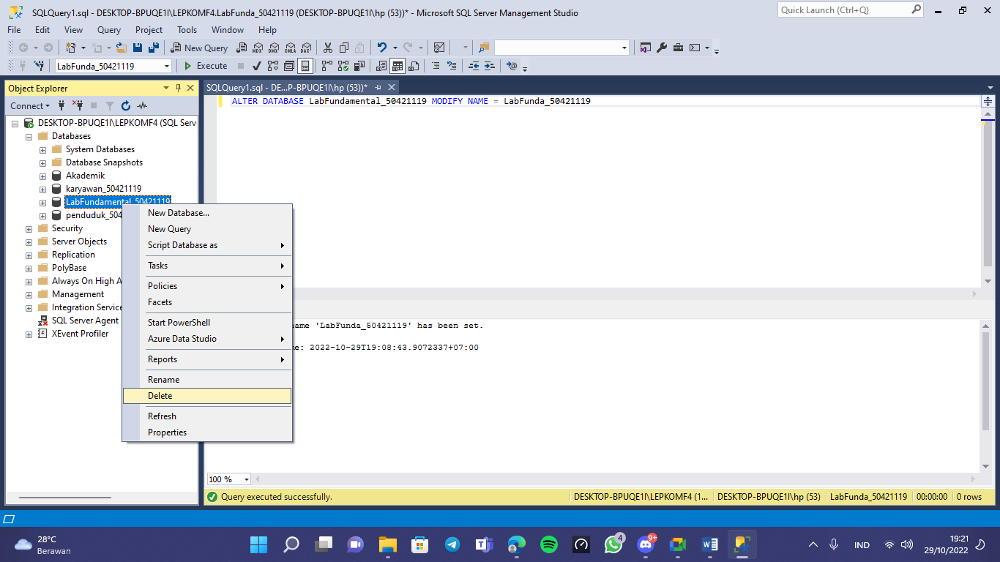 SQLQuery1.sql - DESKTOP-BPUQE1I\LEPKOMF4.LabFunda_50421119 (DESKTOP-BPUQE1I\hp (53))* - Microsoft SQL Server Management Studio
Quick Launch (Ctrl+Q)
File Edit View Query Project Tools Window Help
New Query MDX DMX XMLA DAX
LabFunda_50421119 Execute
Object Explorer
SQLQuery1.sql - DE...P-BPUQE1I\hp (53))*
ALTER DATABASE LabFundamental_50421119 MODIFY NAME = LabFunda_50421119
Connect
DESKTOP-BPUQE1I\LEPKOMF4 (SQL Serv
Databases
System Databases
Database Snapshots
Akademik
karyawan_50421119
LabFundamental_50421119
penduduk_504
Security
Server Objects
Replication
PolyBase
Always On High A
Management
Integration Service
SQL Server Agent
XEvent Profiler
New Database...
New Query
Script Database as
Tasks
Policies
Facets
Start PowerShell
Azure Data Studio
Reports
Rename
Delete
Refresh
Properties
name 'LabFunda_50421119' has been set.
me: 2022-10-29T19:08:43.9072337+07:00
100 %
Query executed successfully.
DESKTOP-BPUQE1I\LEPKOMF4 (1... DESKTOP-BPUQE1I\hp (53) LabFunda_50421119 00:00:00 0 rows
28°C
Berawan
4
9+
IND
19:21
29/10/2022